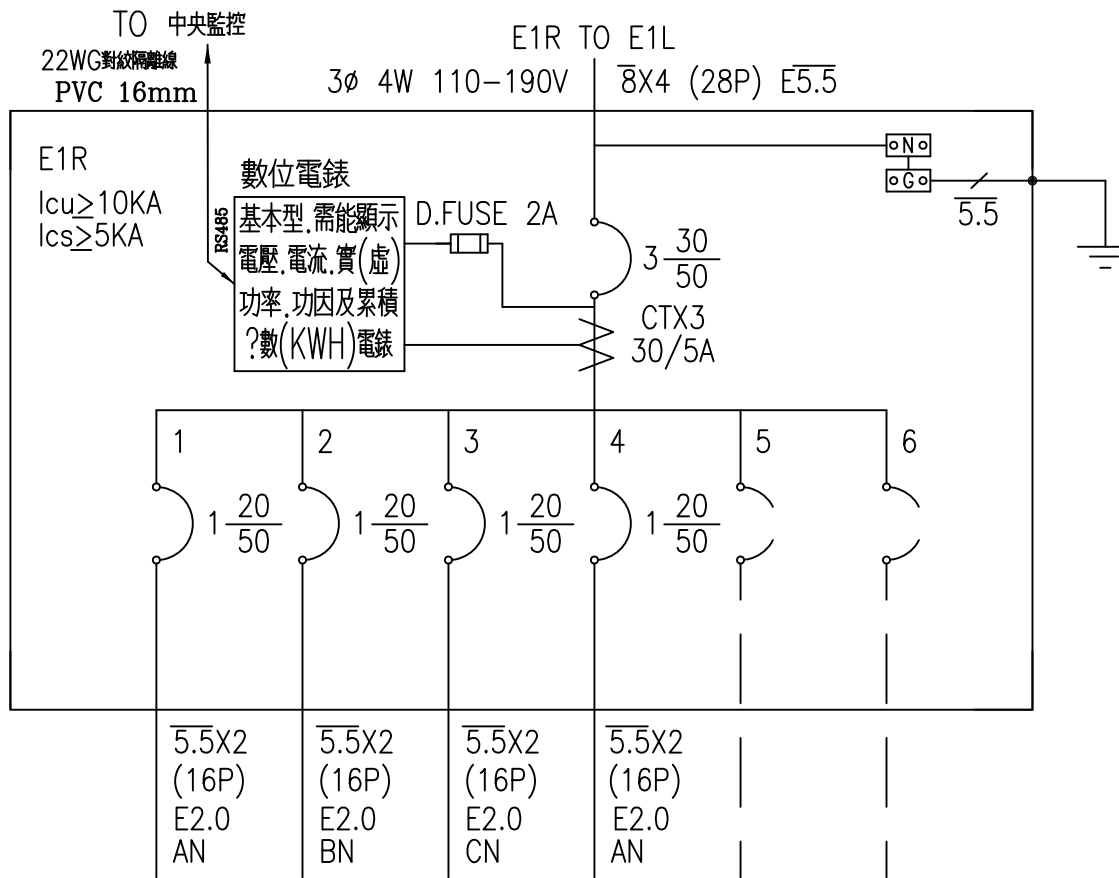 TO 中央監控
22WG對絞隔離線
PVC 16mm
E1R TO E1L
3ø 4W 110-190V 8X4 (28P) E5.5
E1R
Icu≥10KA
Ics≥5KA
RS485
數位電錶
基本型.需能顯示
電壓.電流.實(虛)
功率.功因及累積
?數(KWH)電錶
D.FUSE 2A
3 30
50
CTX3
30/5A
N
G
5.5
1
2
3
4
5
6
1 20
50
1 20
50
1 20
50
1 20
50
5.5X2
(16P)
E2.0
AN
5.5X2
(16P)
E2.0
BN
5.5X2
(16P)
E2.0
CN
5.5X2
(16P)
E2.0
AN